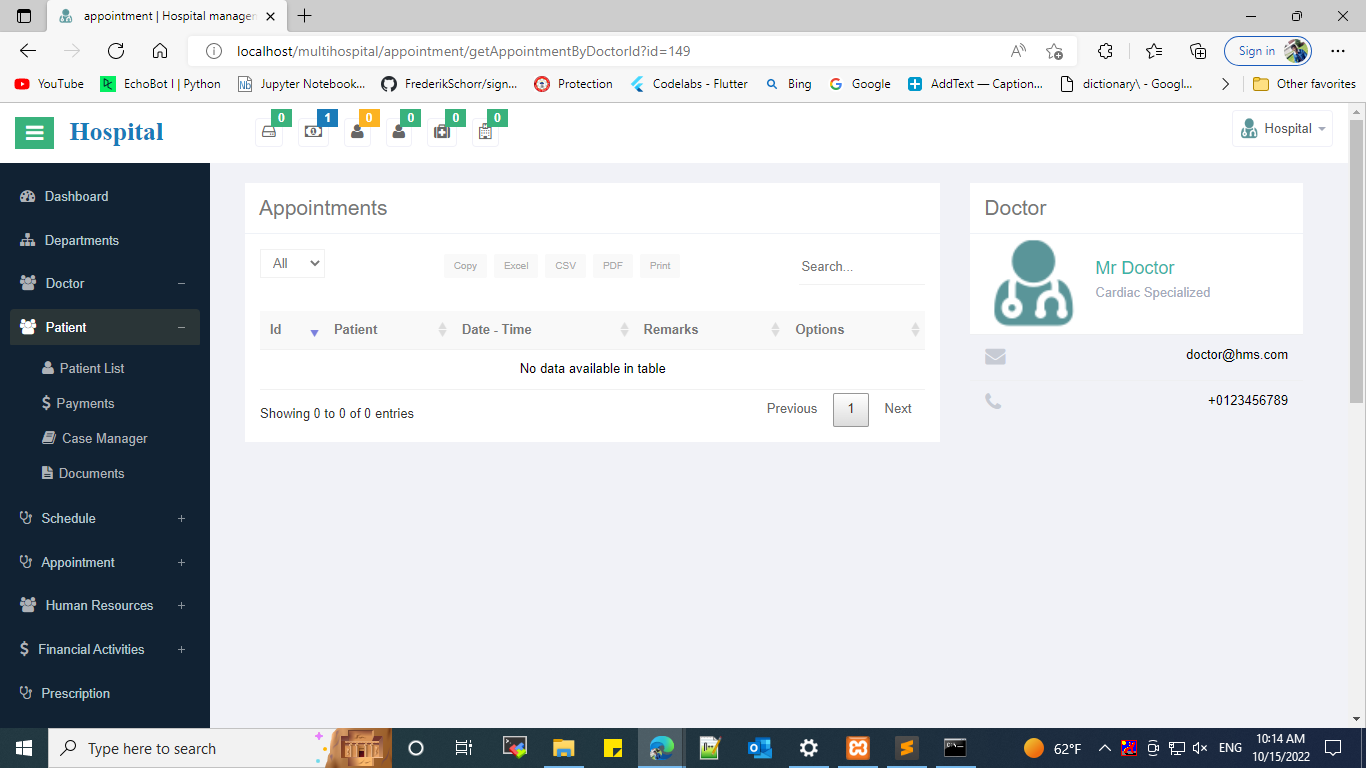 appointment | Hospital manager
localhost/multihospital/appointment/getAppointmentByDoctorId?id=149
Sign in
YouTube EchoBot I | Python Jupyter Notebook... FrederikSchorr/sign... Protection Codelabs - Flutter Bing Google AddText — Caption... dictionary\ - Googl... Other favorites
Hospital 0 1 0 0 0 0 Hospital
Dashboard
Departments
Doctor
Patient
Patient List
Payments
Case Manager
Documents
Schedule
Appointment
Human Resources
Financial Activities
Prescription
Appointments
All Copy Excel CSV PDF Print Search...
Id Patient Date - Time Remarks Options
No data available in table
Showing 0 to 0 of 0 entries Previous 1 Next
Doctor
Mr Doctor
Cardiac Specialized
doctor@hms.com
+0123456789
Type here to search 62°F ENG 10:14 AM
10/15/2022